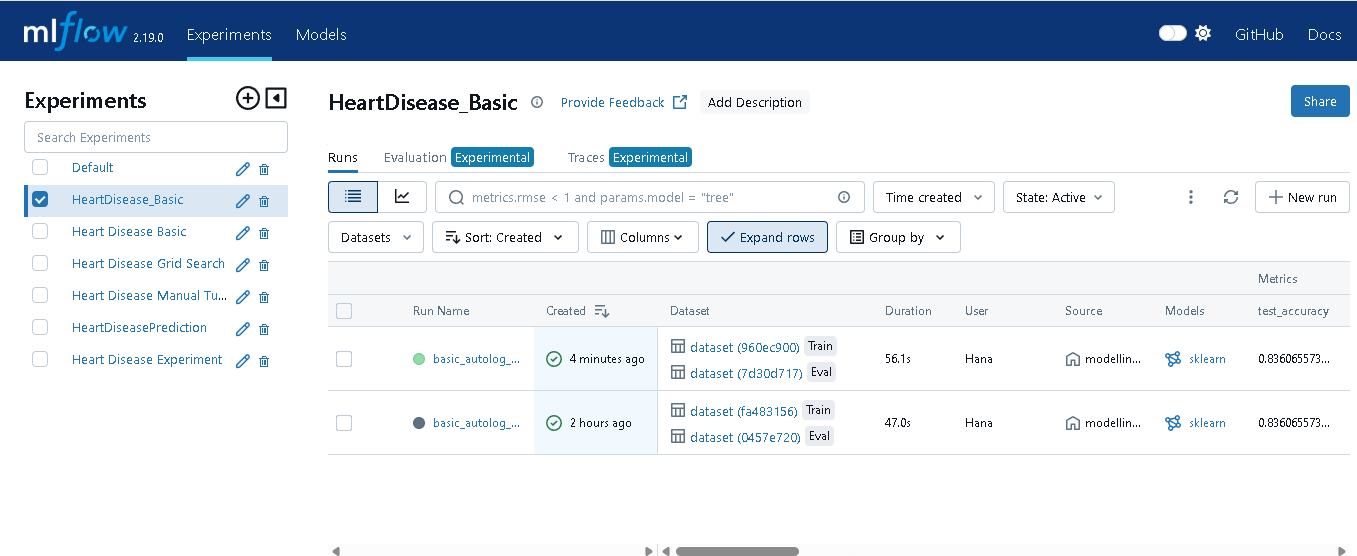 mlflow 2.19.0 Experiments Models GitHub Docs
Experiments
Search Experiments
Default
HeartDisease_Basic
Heart Disease Basic
Heart Disease Grid Search
Heart Disease Manual Tu...
HeartDiseasePrediction
Heart Disease Experiment
HeartDisease_Basic Provide Feedback Add Description Share
Runs Evaluation Experimental Traces Experimental
metrics.rmse < 1 and params.model = "tree" Time created State: Active New run
Datasets Sort: Created Columns Expand rows Group by
Metrics
Run Name Created Dataset Duration User Source Models test_accuracy
basic_autolog_... 4 minutes ago dataset (960ec900) Train 56.1s Hana modellin... sklearn 0.836065573...
dataset (7d30d717) Eval
basic_autolog_... 2 hours ago dataset (fa483156) Train 47.0s Hana modellin... sklearn 0.836065573...
dataset (0457e720) Eval